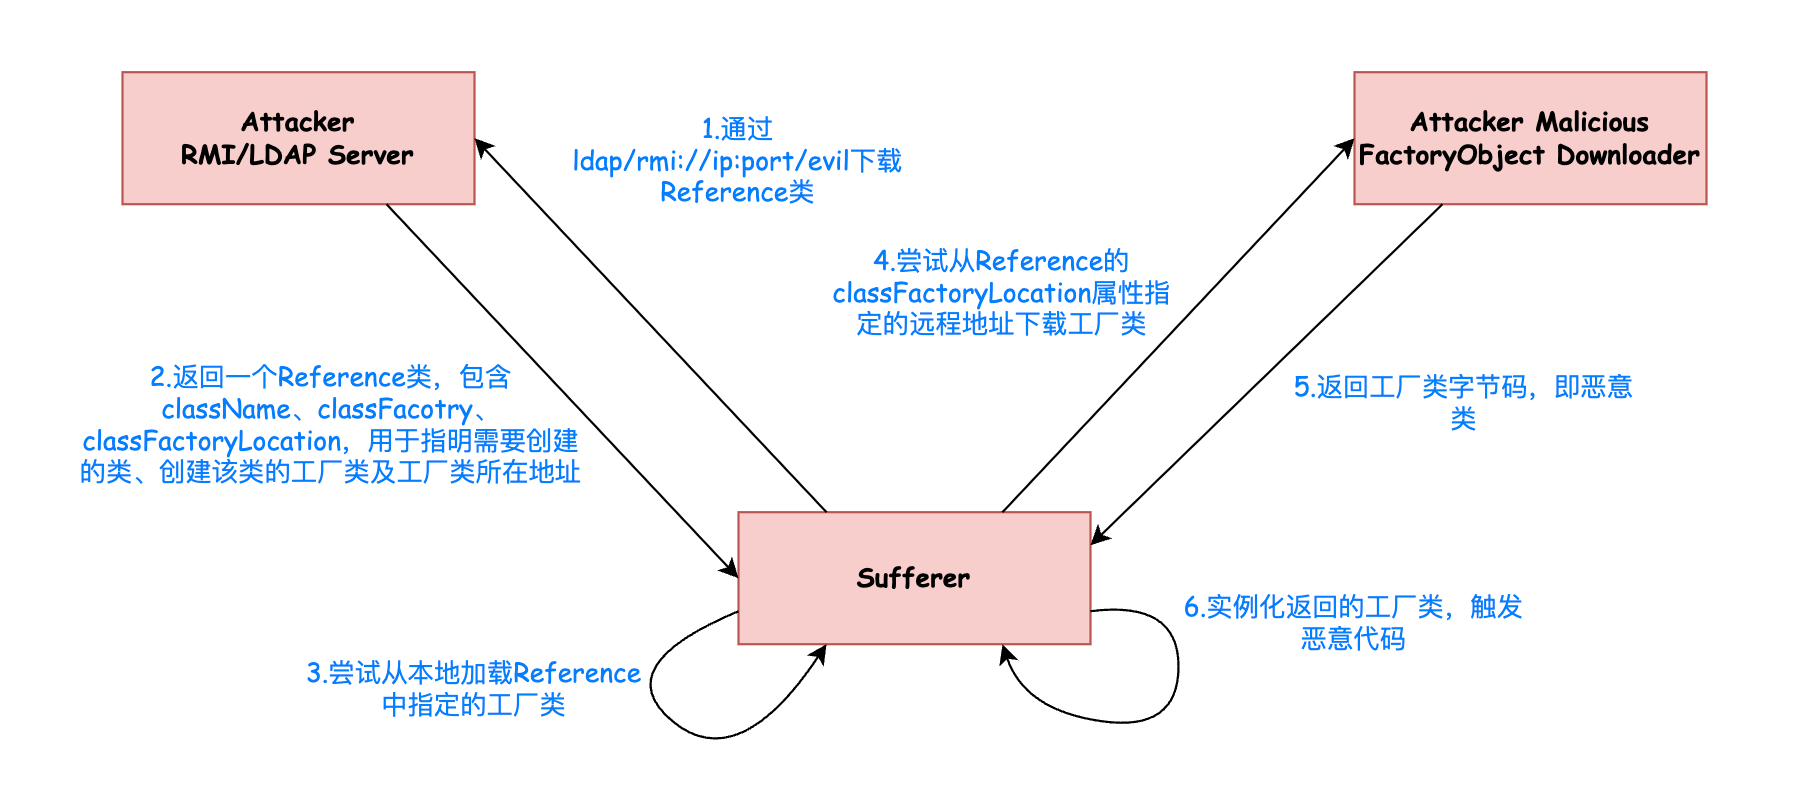 Attacker
RMI/LDAP Server
Attacker Malicious
FactoryObject Downloader
1.通过
ldap/rmi://ip:port/evil下载
Reference类
4.尝试从Reference的
classFactoryLocation属性指
定的远程地址下载工厂类
2.返回一个Reference类，包含
className、classFacotry、
classFactoryLocation，用于指明需要创建
的类、创建该类的工厂类及工厂类所在地址
5.返回工厂类字节码，即恶意
类
Sufferer
6.实例化返回的工厂类，触发
恶意代码
3.尝试从本地加载Reference
中指定的工厂类